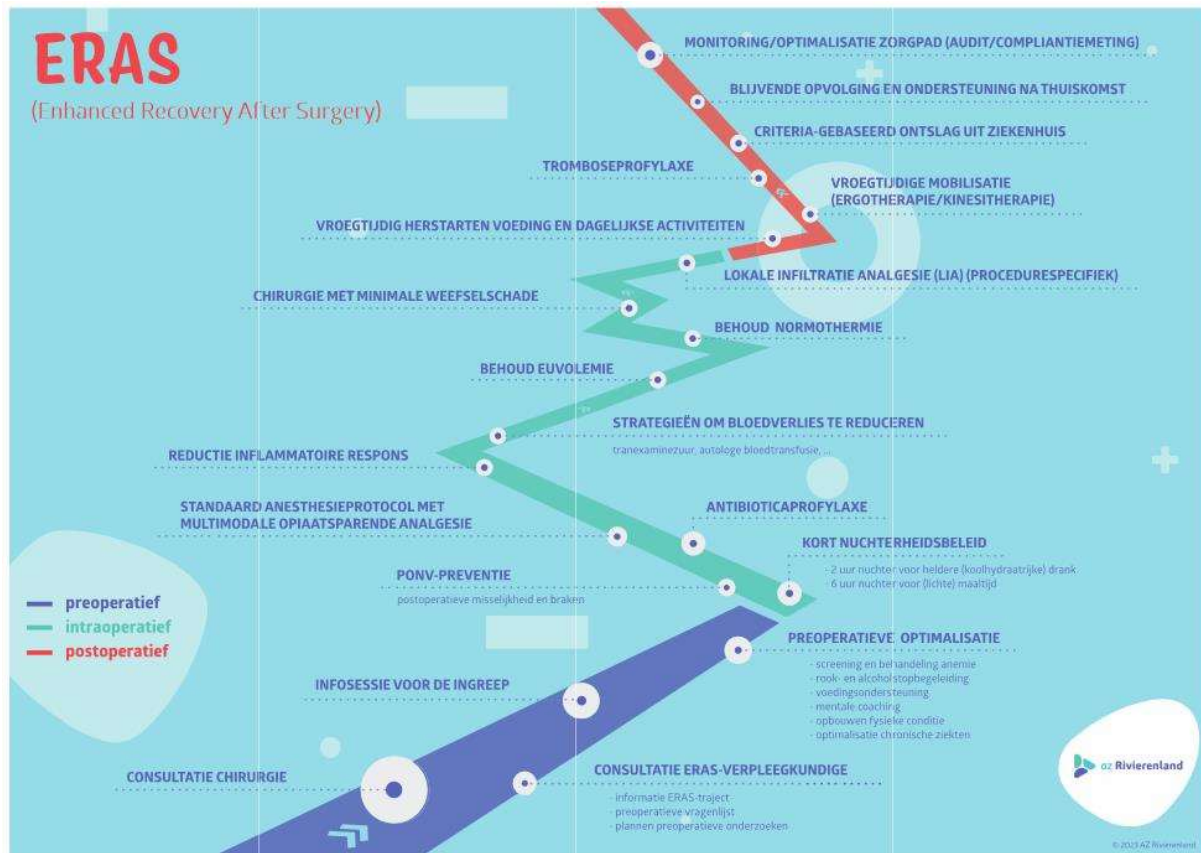 ERAS
(Enhanced Recovery After Surgery)
MONITORING/OPTIMALISATIE ZORGPAD (AUDIT/COMPLIANTIEMETING)
BLIJVENDE OPVOLGING EN ONDERSTEUNING NA THUISKOMST
CRITERIA-GEBASEERD ONTSLAG UIT ZIEKENHUIS
TROMBOSEPROFYLAXE
VROEGTIJDIGE MOBILISATIE
(ERGOTHERAPIE/KINESITHERAPIE)
VROEGTIJDIG HERSTARTEN VOEDING EN DAGELIJKSE ACTIVITEITEN
LOKALE INFILTRATIE ANALGESIE (LIA) (PROCEDURESPECIFIEK)
CHIRURGIE MET MINIMALE WEEFSELSCHADE
BEHOUD NORMOTHERMIE
BEHOUD EUVOLEMIE
STRATEGIEËN OM BLOEDVERLIES TE REDUCEREN
tranexaminezuur, autologe bloedtransfusie, ...
REDUCTIE INFLAMMATOIRE RESPONS
STANDAARD ANESTHESIEPROTOCOL MET
MULTIMODALE OPIAATSPARENDE ANALGESIE
ANTIBIOTICAPROFYLAXE
KORT NUCHTERHEIDSBELEID
- 2 uur nuchter voor heldere (koolhydraatrijke) drank
- 6 uur nuchter voor (lichte) maaltijd
PONV-PREVENTIE
postoperatieve misselijkheid en braken
preoperatief
intraoperatief
postoperatief
PREOPERATIEVE OPTIMALISATIE
- screening en behandeling anemie
- rook- en alcoholstopbegeleiding
- voedingsondersteuning
- mentale coaching
- opbouwen fysieke conditie
- optimalisatie chronische ziekten
INFOSESSIE VOOR DE INGREEP
CONSULTATIE CHIRURGIE
CONSULTATIE ERAS-VERPLEEGKUNDIGE
- informatie ERAS-traject
- preoperatieve vragenlijst
- plannen preoperatieve onderzoeken
az Rivierenland
© 2023 AZ Rivierenland